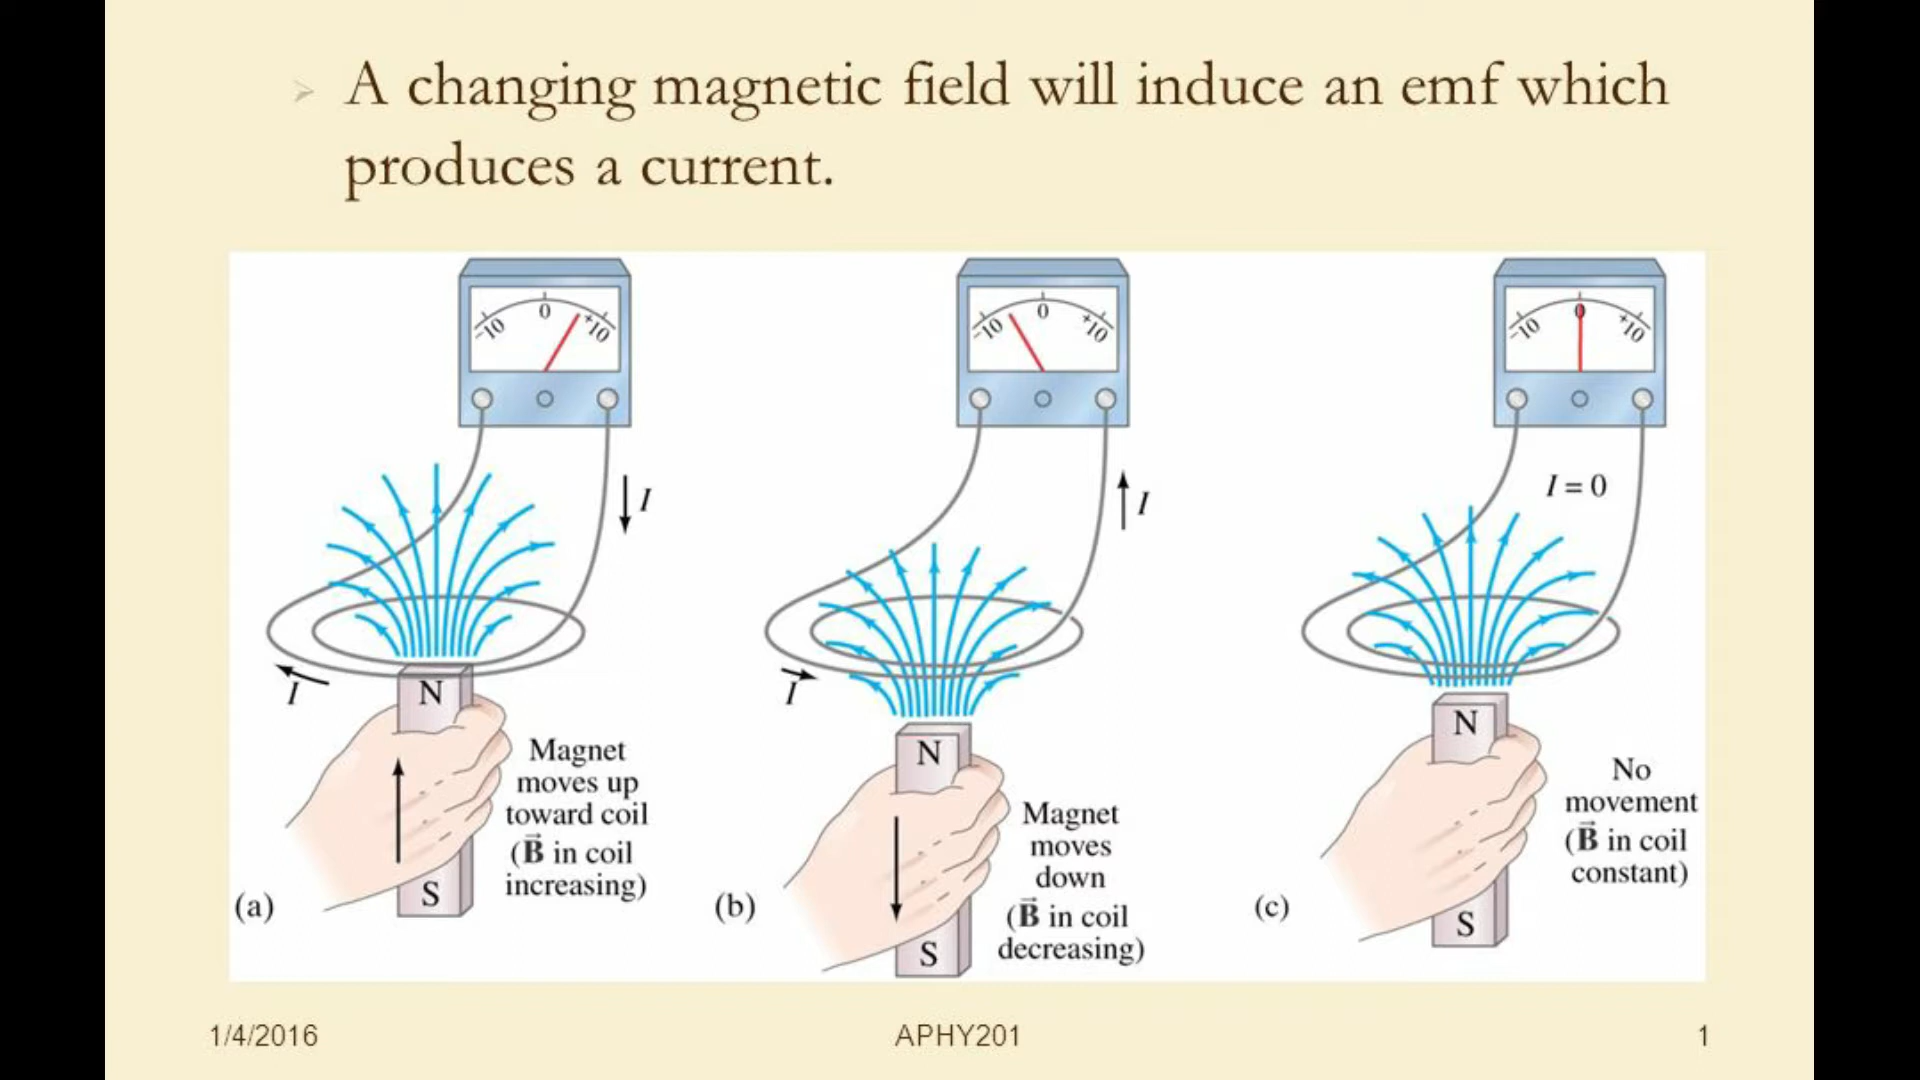 A changing magnetic field will induce an emf which
produces a current.
-10 0 +10
-10 0 +10
-10 0 +10
I
I
I = 0
I
I
N
Magnet
moves up
toward coil
(B⃗ in coil
increasing)
S
(a)
N
Magnet
moves
down
(B⃗ in coil
decreasing)
S
(b)
N
No
movement
(B⃗ in coil
constant)
S
(c)
1/4/2016
APHY201
1